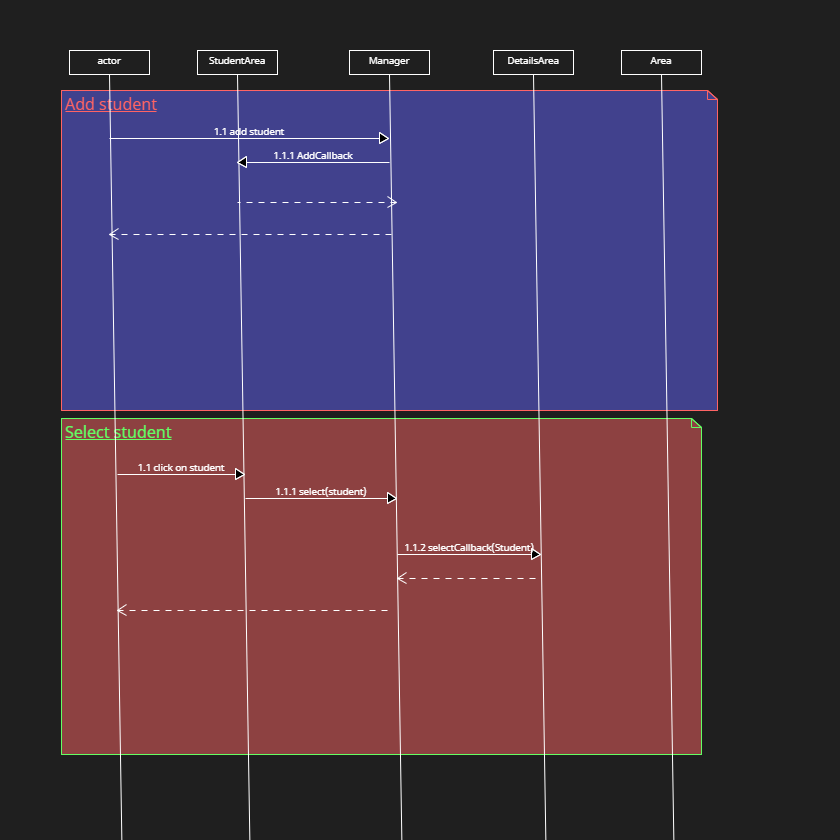 actor
StudentArea
Manager
DetailsArea
Area
Add student
1.1 add student
1.1.1 AddCallback
Select student
1.1 click on student
1.1.1 select(student)
1.1.2 selectCallback(Student)